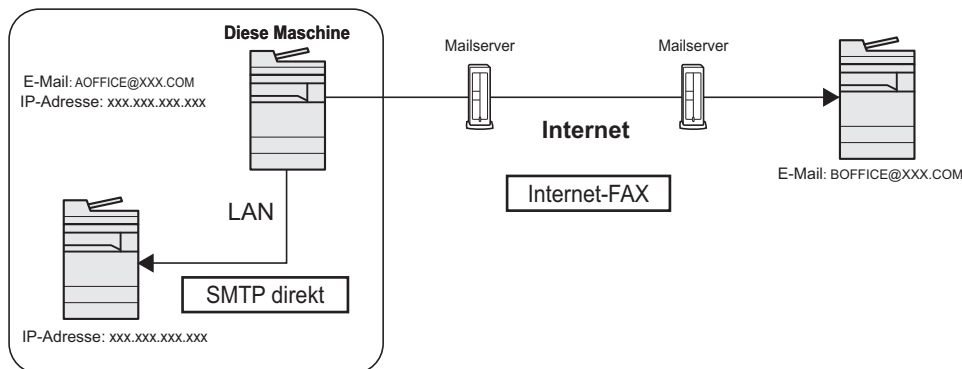 Diese Maschine
E-Mail: AOFFICE@XXX.COM
IP-Adresse: xxx.xxx.xxx.xxx
Mailserver
Mailserver
Internet
Internet-FAX
E-Mail: BOFFICE@XXX.COM
LAN
SMTP direkt
IP-Adresse: xxx.xxx.xxx.xxx